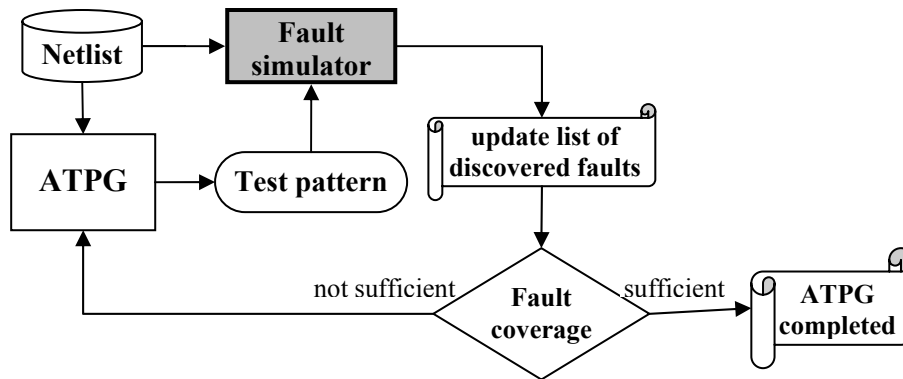 Netlist
Fault
simulator
update list of
discovered faults
ATPG
Test pattern
not sufficient
Fault
coverage
sufficient
ATPG
completed